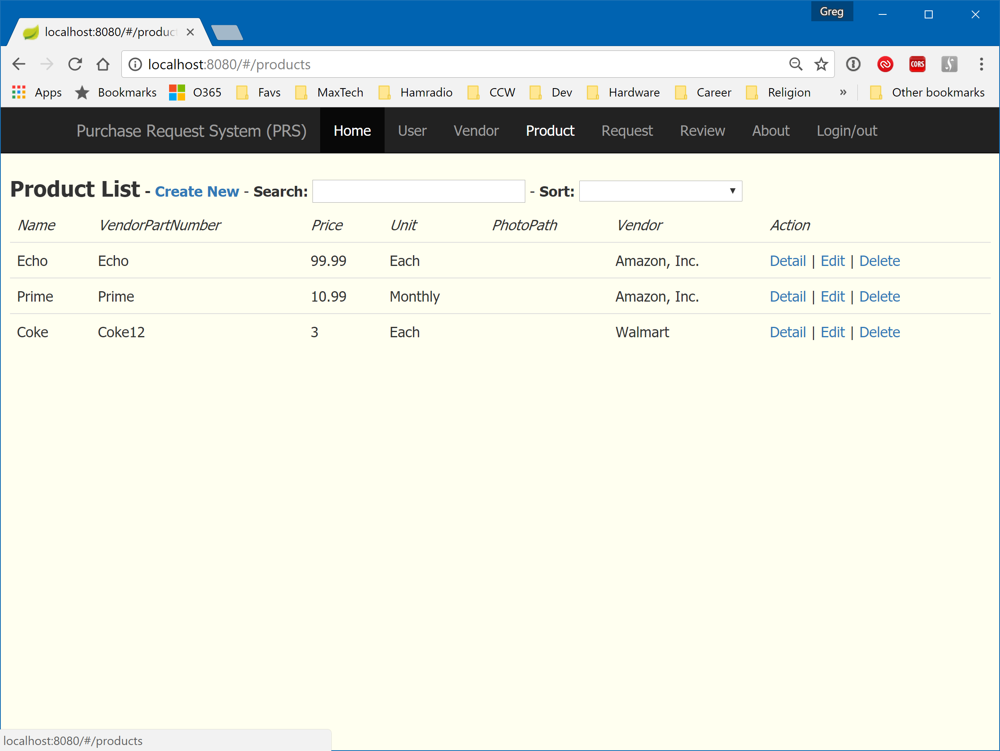 Greg
localhost:8080/#/product
localhost:8080/#/products
CORS
Apps Bookmarks O365 Favs MaxTech Hamradio CCW Dev Hardware Career Religion » Other bookmarks
Purchase Request System (PRS) Home User Vendor Product Request Review About Login/out
Product List - Create New - Search: - Sort:
Name VendorPartNumber Price Unit PhotoPath Vendor Action
Echo Echo 99.99 Each Amazon, Inc. Detail | Edit | Delete
Prime Prime 10.99 Monthly Amazon, Inc. Detail | Edit | Delete
Coke Coke12 3 Each Walmart Detail | Edit | Delete
localhost:8080/#/products